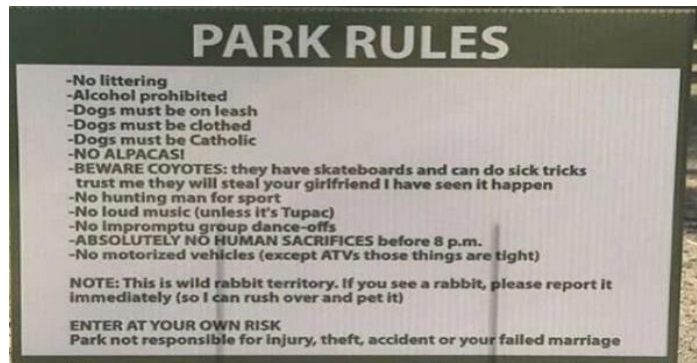 PARK RULES
-No littering
-Alcohol prohibited
-Dogs must be on leash
-Dogs must be clothed
-Dogs must be Catholic
-NO ALPACAS!
-BEWARE COYOTES: they have skateboards and can do sick tricks
trust me they will steal your girlfriend I have seen it happen
-No hunting man for sport
-No loud music (unless it's Tupac)
-No impromptu group dance-offs
-ABSOLUTELY NO HUMAN SACRIFICES before 8 p.m.
-No motorized vehicles (except ATVs those things are tight)
NOTE: This is wild rabbit territory. If you see a rabbit, please report it
immediately (so I can rush over and pet it)
ENTER AT YOUR OWN RISK
Park not responsible for injury, theft, accident or your failed marriage